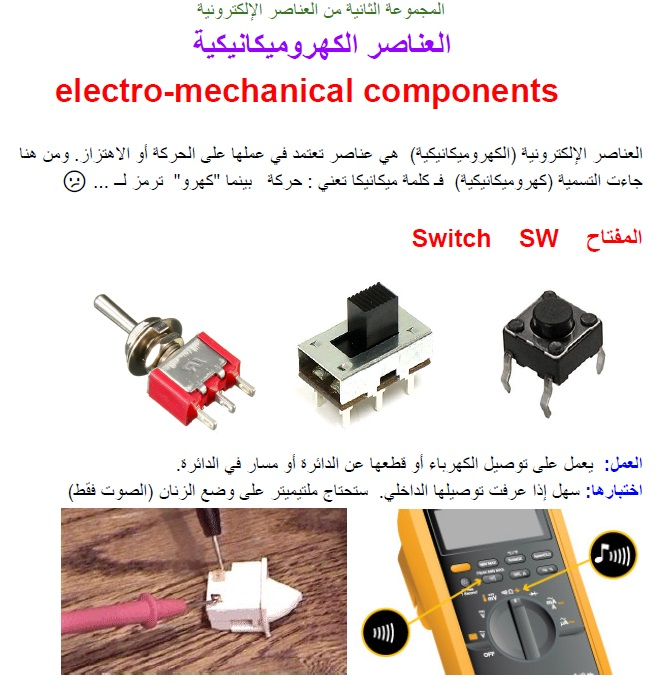 المجموعة الثانية من العناصر الإلكترونية
العناصر الكهروميكانيكية
electro-mechanical components
العناصر الإلكترونية (الكهروميكانيكية) هي عناصر تعتمد في عملها على الحركة أو الاهتزاز. ومن هنا
جاءت التسمية (كهروميكانيكية) فـ كلمة ميكانيكا تعني : حركة بينما "كهرو" ترمز لــ ... 😕
المفتاح Switch SW
العمل: يعمل على توصيل الكهرباء أو قطعها عن الدائرة أو مسار في الدائرة.
اختبارها: سهل إذا عرفت توصيلها الداخلي. ستحتاج ملتيميتر على وضع الزنان (الصوت فقط)
mV
OFF